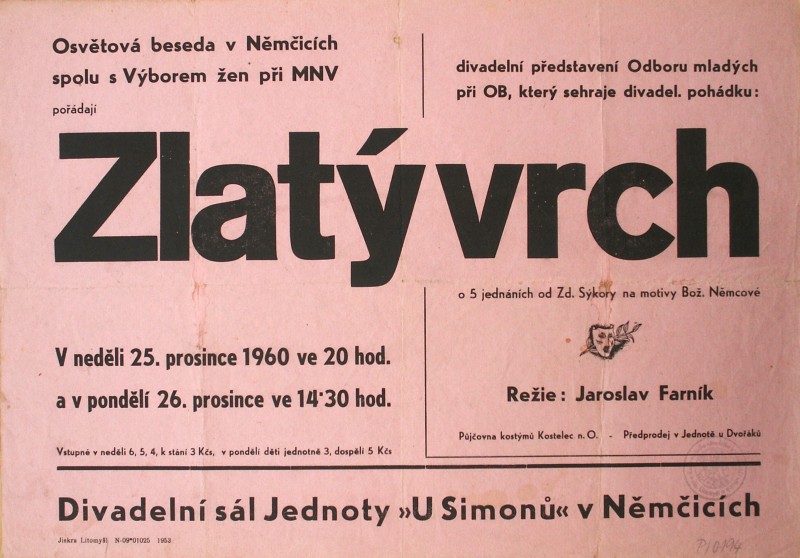 Osvětová beseda v Němčicích
spolu s Výborem žen při MNV
pořádají
divadelní představení Odboru mladých
při OB, který sehraje divadel. pohádku:
Zlatý vrch
o 5 jednáních od Zd. Sýkory na motivy Bož. Němcové
V neděli 25. prosince 1960 ve 20 hod.
a v pondělí 26. prosince ve 14·30 hod.
Vstupné v neděli 6, 5, 4, k stání 3 Kčs, v pondělí děti jednotně 3, dospělí 5 Kčs
Režie: Jaroslav Farník
Půjčovna kostýmů Kostelec n. O. - Předprodej v Jednotě u Dvořáků
Divadelní sál Jednoty »U Simonů« v Němčicích
Jiskra Litomyšl N-09*01025 1953